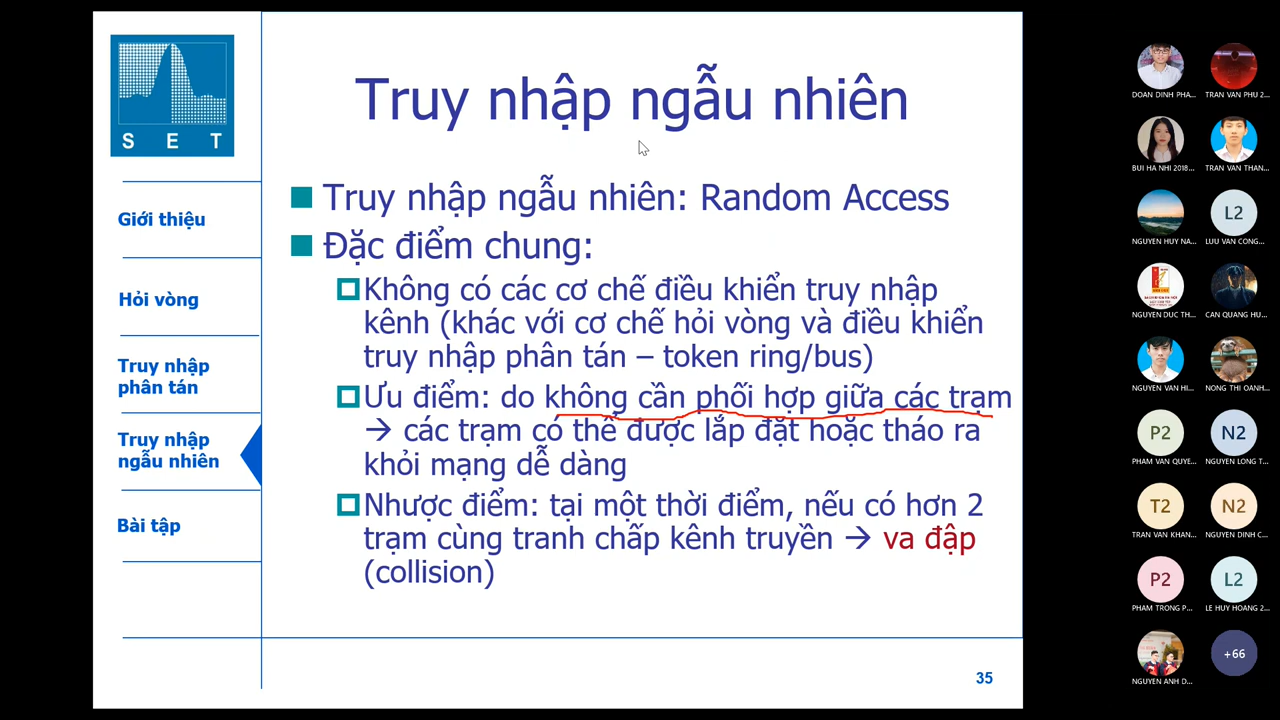 SET
Truy nhập ngẫu nhiên
Giới thiệu
Hỏi vòng
Truy nhập
phân tán
Truy nhập
ngẫu nhiên
Bài tập
Truy nhập ngẫu nhiên: Random Access
Đặc điểm chung:
Không có các cơ chế điều khiển truy nhập
kênh (khác với cơ chế hỏi vòng và điều khiển
truy nhập phân tán – token ring/bus)
Ưu điểm: do không cần phối hợp giữa các trạm
→ các trạm có thể được lắp đặt hoặc tháo ra
khỏi mạng dễ dàng
Nhược điểm: tại một thời điểm, nếu có hơn 2
trạm cùng tranh chấp kênh truyền → va đập
(collision)
35
DOAN DINH PHA...
TRAN VAN PHU 2...
BUI HA NHI 2018...
TRAN VAN THAN...
NGUYEN HUY NA...
L2
LUU VAN CONG...
NGUYEN DUC TH...
CAN QUANG HU...
NGUYEN VAN HI...
NONG THI OANH...
P2
PHAM VAN QUYE...
N2
NGUYEN LONG T...
T2
TRAN VAN KHAN...
N2
NGUYEN DINH C...
P2
PHAM TRONG P...
L2
LE HUY HOANG 2...
NGUYEN ANH D...
+66